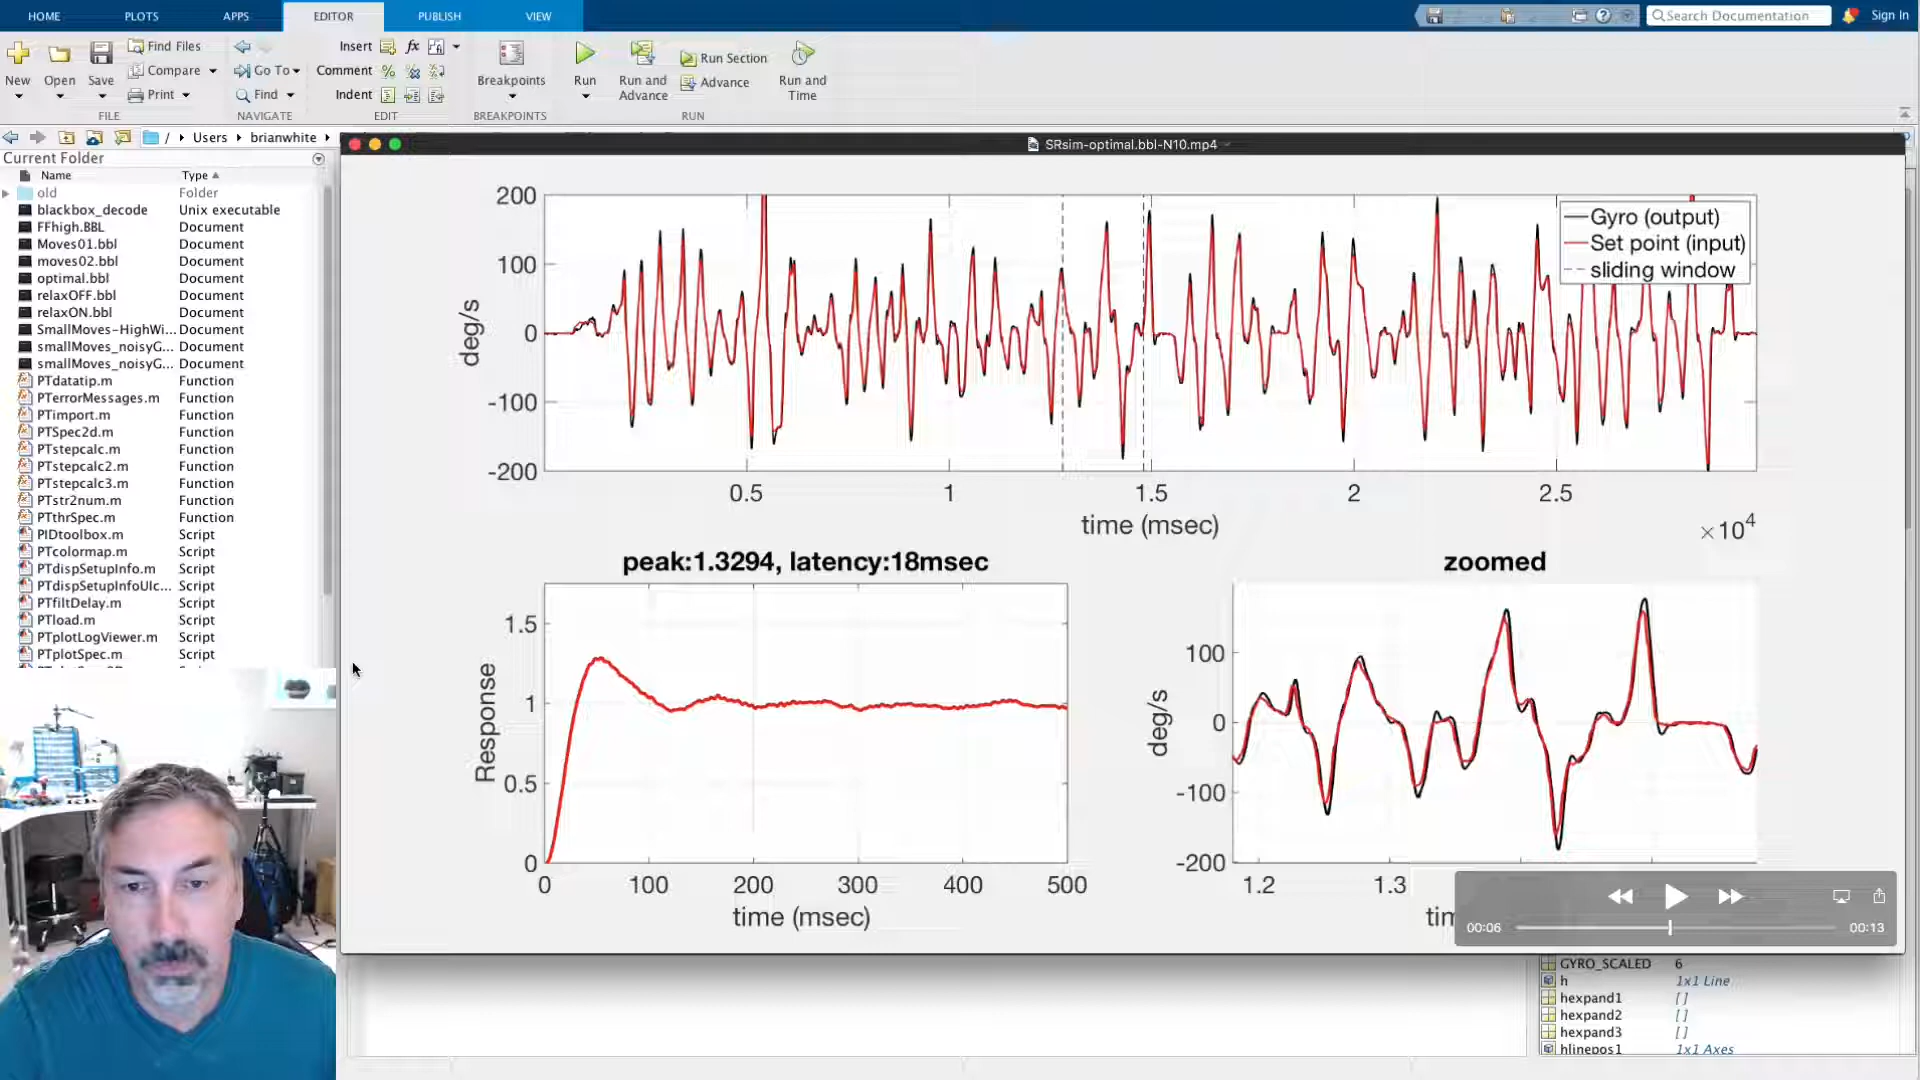 HOME PLOTS APPS EDITOR PUBLISH VIEW Search Documentation Sign In
New Open Save Find Files Compare Print
Go To Find
Insert fx
Comment
Indent
Breakpoints Run Run and Advance Run Section Advance Run and Time
FILE NAVIGATE EDIT BREAKPOINTS RUN
/ Users brianwhite
Current Folder
Name Type
old Folder
blackbox_decode Unix executable
FFhigh.BBL Document
Moves01.bbl Document
moves02.bbl Document
optimal.bbl Document
relaxOFF.bbl Document
relaxON.bbl Document
SmallMoves-HighWi... Document
smallMoves_noisyG... Document
smallMoves_noisyG... Document
PTdatatip.m Function
PTerrorMessages.m Function
PTimport.m Function
PTSpec2d.m Function
PTstepcalc.m Function
PTstepcalc2.m Function
PTstepcalc3.m Function
PTstr2num.m Function
PTthrSpec.m Function
PIDtoolbox.m Script
PTcolormap.m Script
PTdispSetupInfo.m Script
PTdispSetupInfoUIc... Script
PTfiltDelay.m Script
PTload.m Script
PTplotLogViewer.m Script
PTplotSpec.m Script
SRsim-optimal.bbl-N10.mp4
200
100
0
-100
-200
deg/s
Gyro (output)
Set point (input)
sliding window
0.5 1 1.5 2 2.5
time (msec)
×10^4
peak:1.3294, latency:18msec
1.5
1
0.5
0
Response
0 100 200 300 400 500
time (msec)
zoomed
100
0
-100
-200
deg/s
1.2 1.3
00:06 00:13
GYRO_SCALED 6
h 1x1 Line
hexpand1 []
hexpand2 []
hexpand3 []
hlinepos1 1x1 Axes